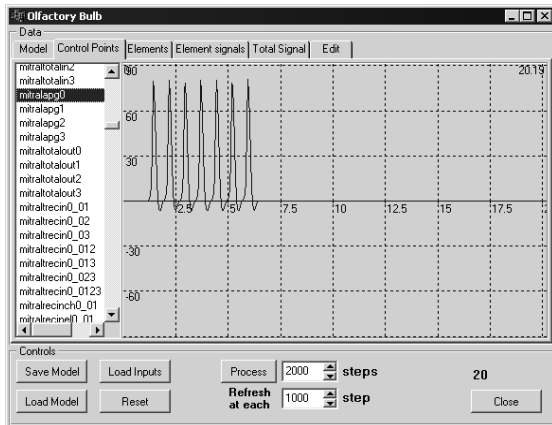 Olfactory Bulb
Data
Model Control Points Elements Element signals Total Signal Edit
mitraltotalin2
mitraltotalin3
mitralapg0
mitralapg1
mitralapg2
mitralapg3
mitraltotalout0
mitraltotalout1
mitraltotalout2
mitraltotalout3
mitraltrecin0_01
mitraltrecin0_02
mitraltrecin0_03
mitraltrecin0_012
mitraltrecin0_013
mitraltrecin0_023
mitraltrecin0_0123
mitralrecinch0_01
mitralrecinel0_01
90 20.19
60
30
2.5 5 7.5 10 12.5 15 17.5
-30
-60
Controls
Save Model Load Inputs Process 2000 steps 20
Load Model Reset Refresh at each 1000 step Close